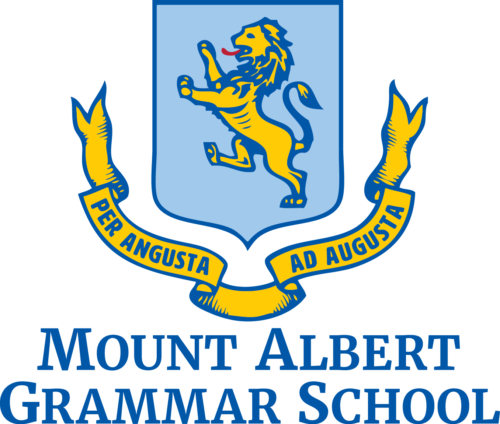 PER ANGUSTA AD AUGUSTA
MOUNT ALBERT
GRAMMAR SCHOOL